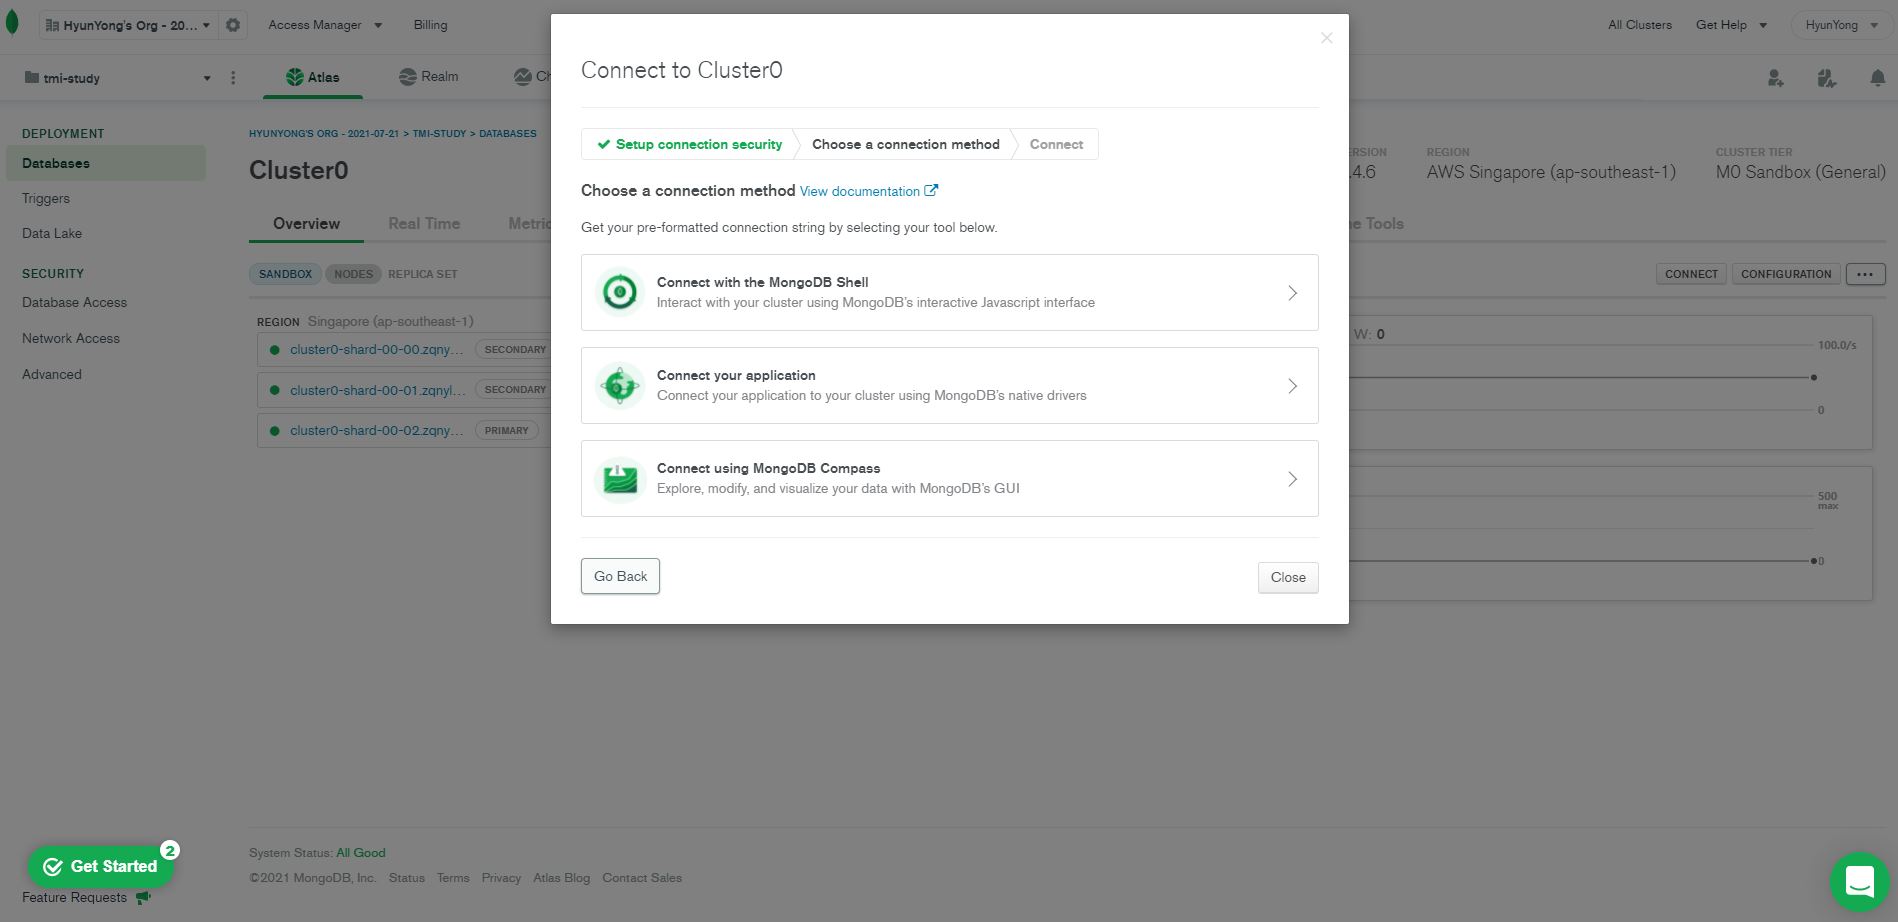 HyunYong's Org - 20...
Access Manager
Billing
All Clusters
Get Help
HyunYong
tmi-study
Atlas
Realm
Ch
DEPLOYMENT
Databases
Triggers
Data Lake
SECURITY
Database Access
Network Access
Advanced
HYUNYONG'S ORG - 2021-07-21 > TMI-STUDY > DATABASES
Cluster0
ERSION
.4.6
REGION
AWS Singapore (ap-southeast-1)
CLUSTER TIER
M0 Sandbox (General)
Overview
Real Time
Metric
ne Tools
SANDBOX
NODES
REPLICA SET
CONNECT
CONFIGURATION
...
REGION Singapore (ap-southeast-1)
cluster0-shard-00-00.zqny... SECONDARY
cluster0-shard-00-01.zqnyl... SECONDARY
cluster0-shard-00-02.zqny... PRIMARY
W: 0
100.0/s
0
500
max
0
Connect to Cluster0
Setup connection security
Choose a connection method
Connect
Choose a connection method View documentation
Get your pre-formatted connection string by selecting your tool below.
Connect with the MongoDB Shell
Interact with your cluster using MongoDB's interactive Javascript interface
Connect your application
Connect your application to your cluster using MongoDB's native drivers
Connect using MongoDB Compass
Explore, modify, and visualize your data with MongoDB's GUI
Go Back
Close
System Status: All Good
©2021 MongoDB, Inc. Status Terms Privacy Atlas Blog Contact Sales
Get Started
2
Feature Requests